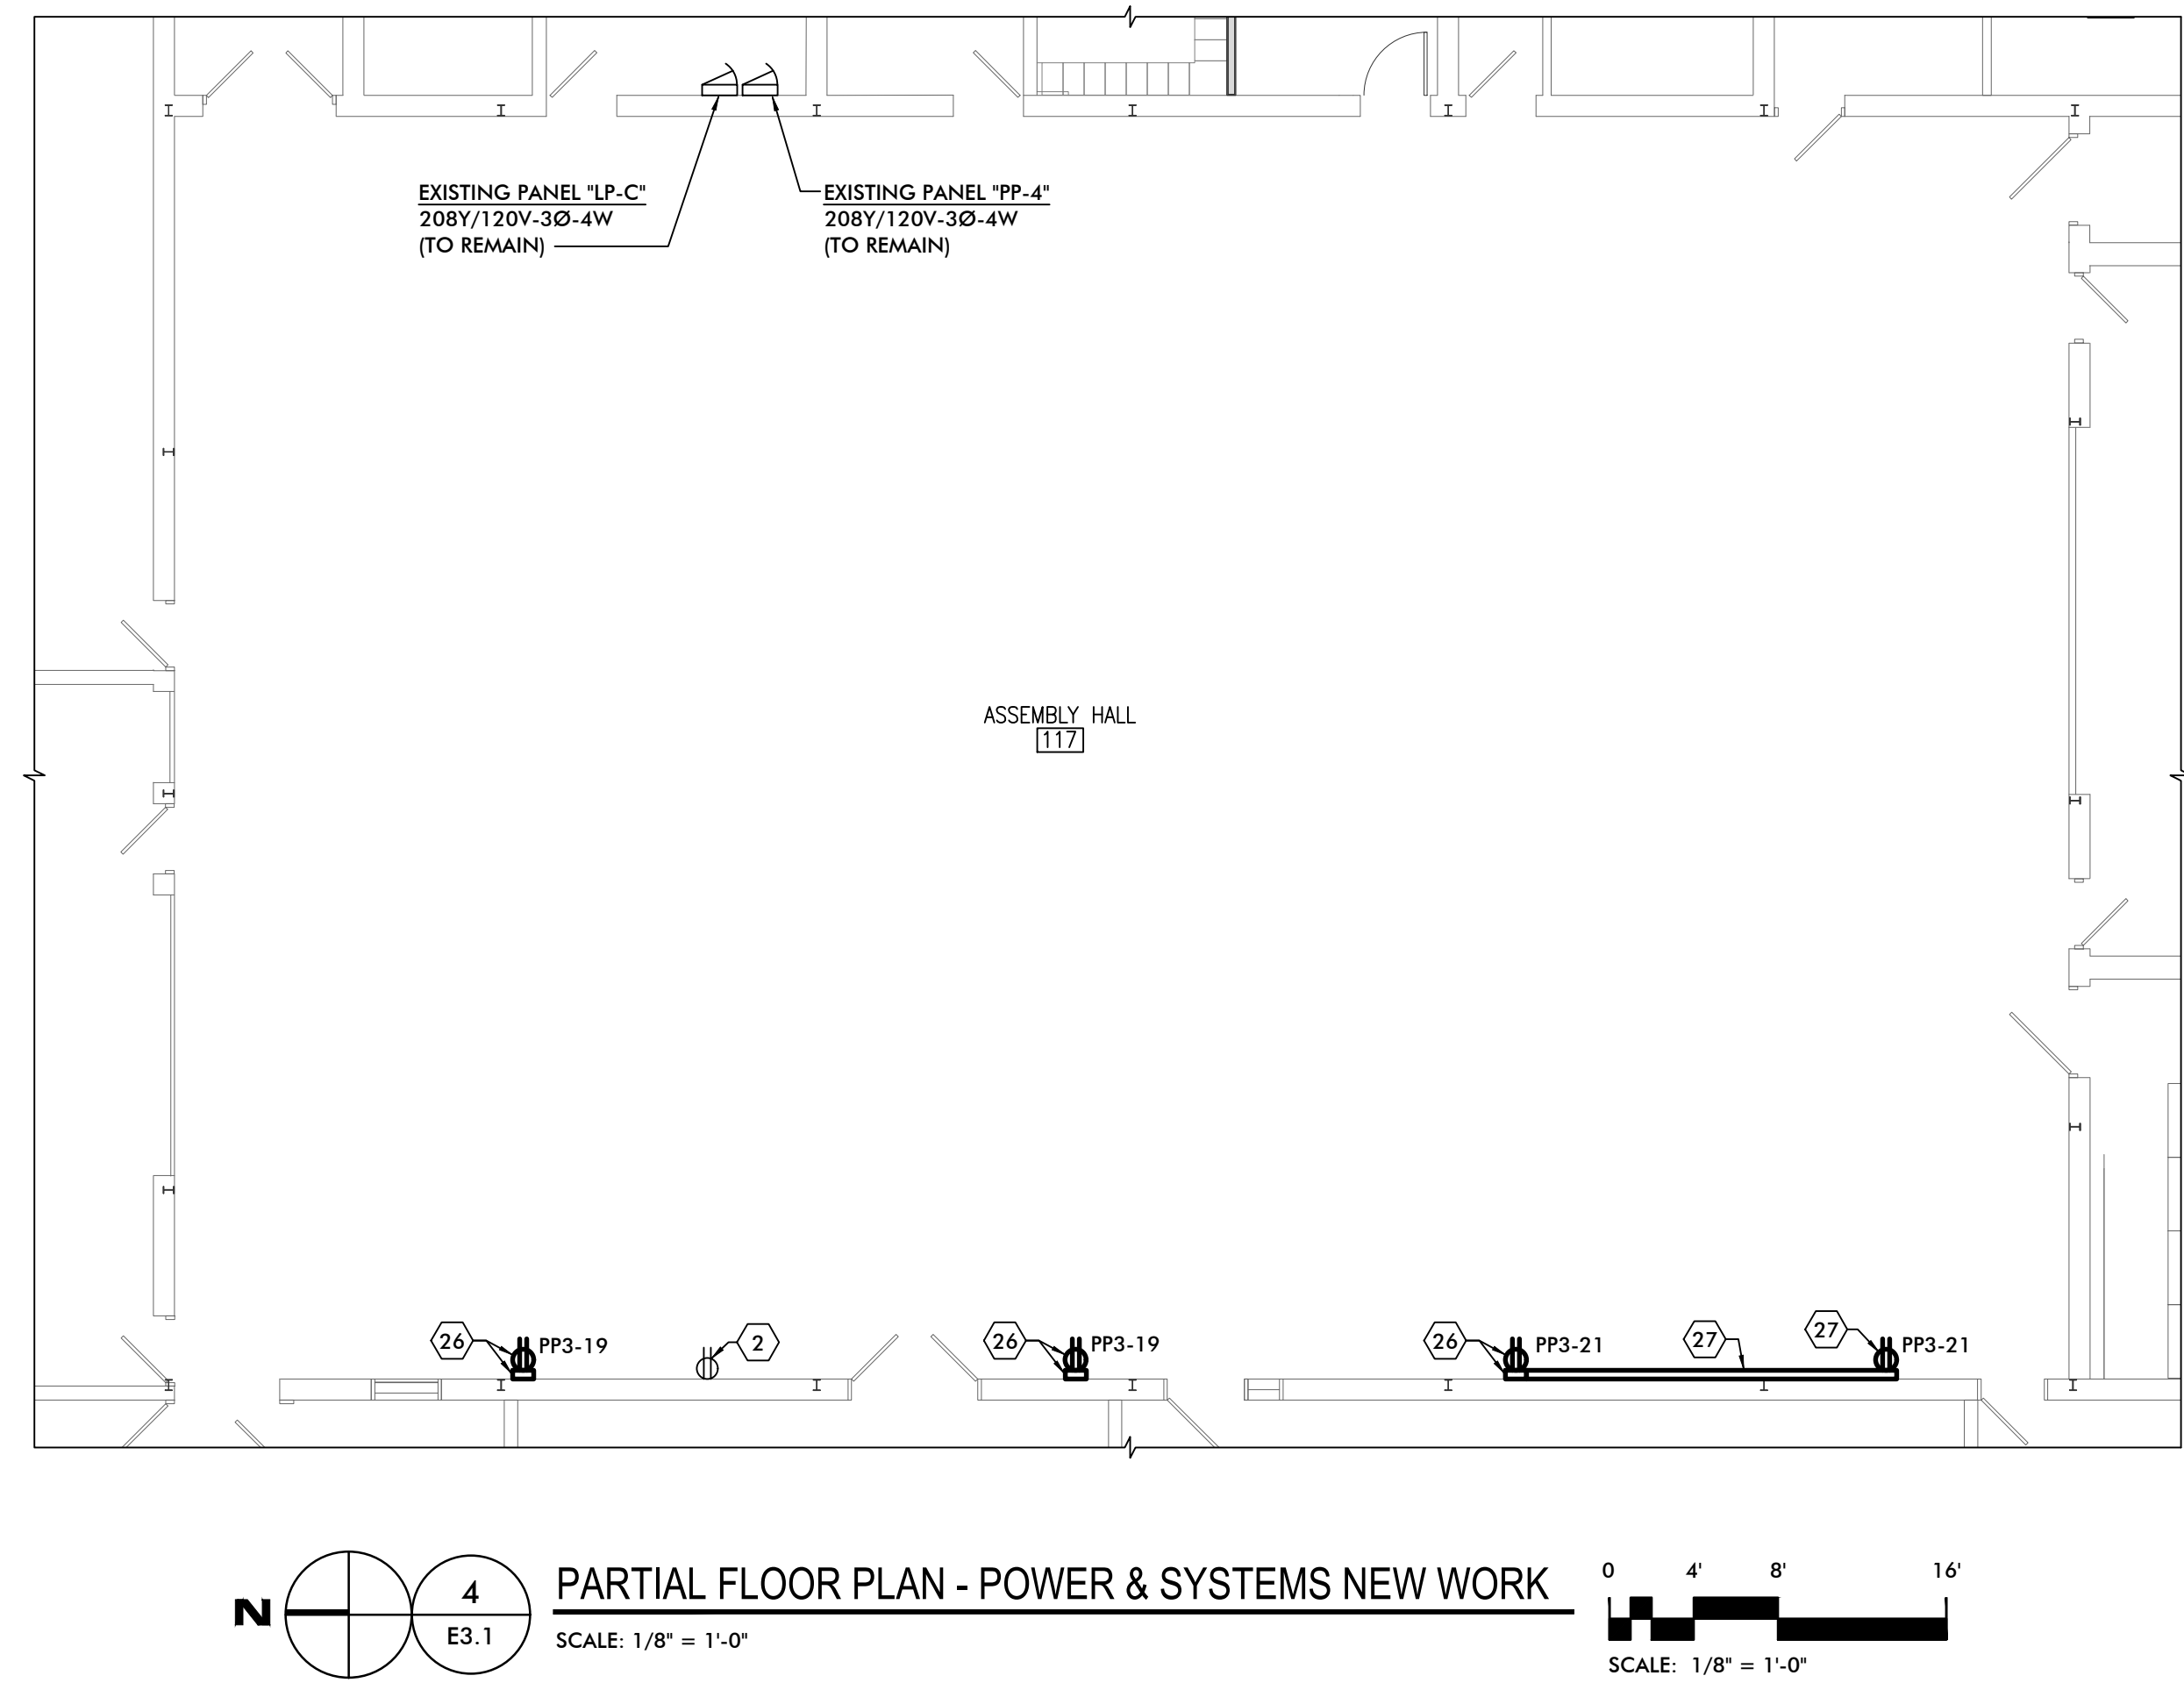 EXISTING PANEL "LP-C"
208Y/120V-3Ø-4W
(TO REMAIN)
EXISTING PANEL "PP-4"
208Y/120V-3Ø-4W
(TO REMAIN)
ASSEMBLY HALL
117
26
PP3-19
2
26
PP3-19
26
PP3-21
27
27
PP3-21
N
4
E3.1
PARTIAL FLOOR PLAN - POWER & SYSTEMS NEW WORK
SCALE: 1/8" = 1'-0"
0 4' 8' 16'
SCALE: 1/8" = 1'-0"